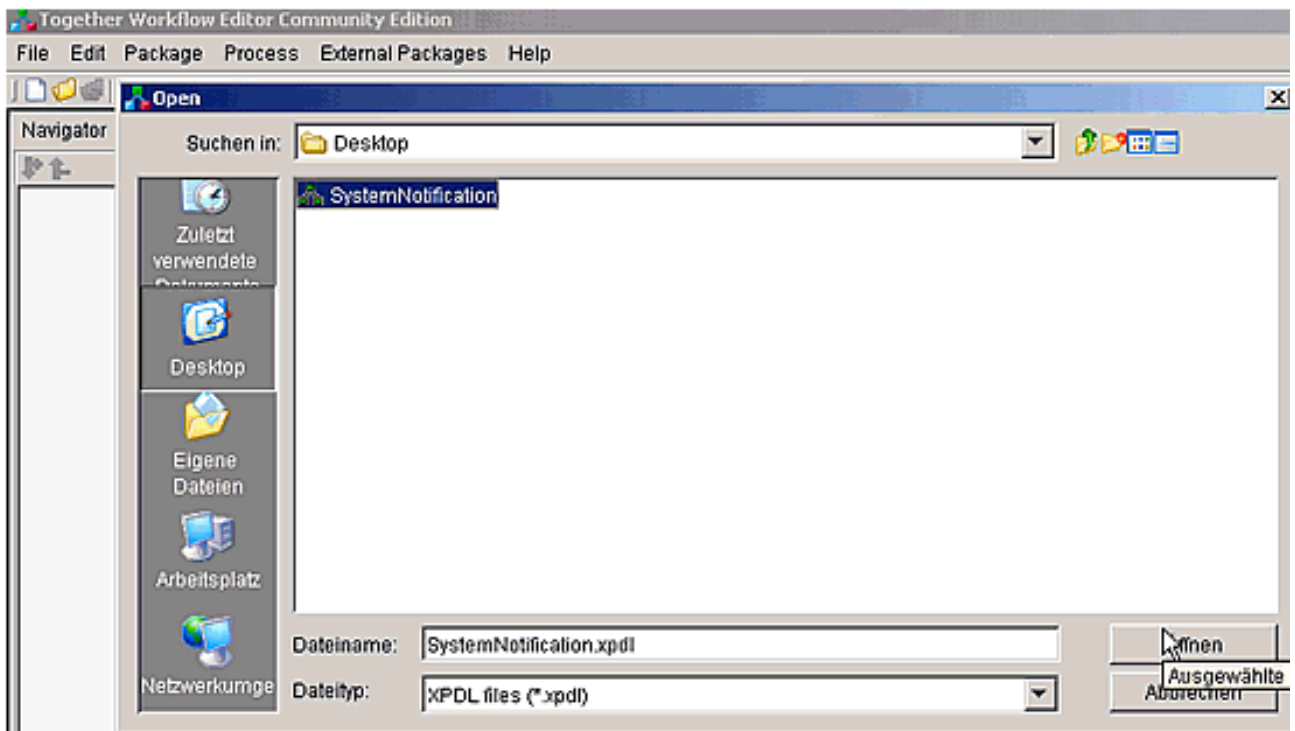 Together Workflow Editor Community Edition
File Edit Package Process External Packages Help
Open
Navigator
Suchen in: Desktop
SystemNotification
Zuletzt
verwendete
Desktop
Eigene
Dateien
Arbeitsplatz
Netzwerkumge
Dateiname: SystemNotification.xpdl
Dateityp: XPDL files (*.xpdl)
Ausgewählte